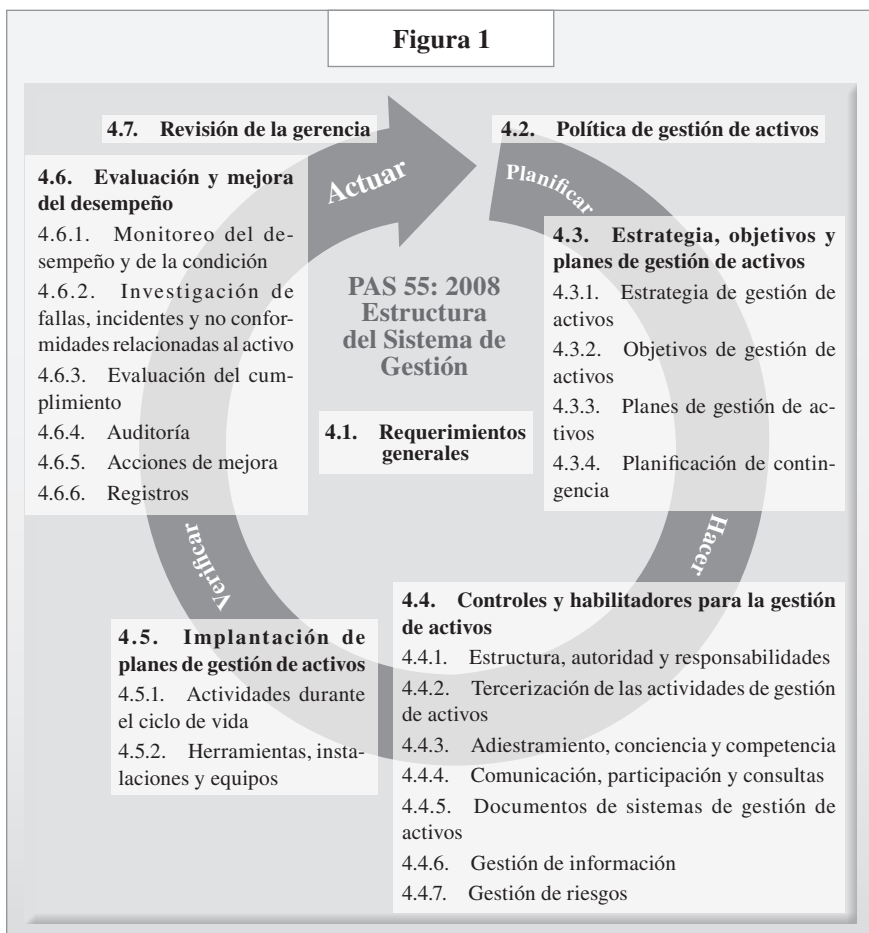 Figura 1
4.7. Revisión de la gerencia
4.2. Política de gestión de activos
Actuar
Planificar
4.6. Evaluación y mejora
del desempeño
4.6.1. Monitoreo del de-
sempeño y de la condición
4.6.2. Investigación de
fallas, incidentes y no confor-
midades relacionadas al activo
4.6.3. Evaluación del cum-
plimiento
4.6.4. Auditoría
4.6.5. Acciones de mejora
4.6.6. Registros
PAS 55: 2008
Estructura
del Sistema de
Gestión
4.1. Requerimientos
generales
4.3. Estrategia, objetivos y
planes de gestión de activos
4.3.1. Estrategia de gestión de
activos
4.3.2. Objetivos de gestión de
activos
4.3.3. Planes de gestión de ac-
tivos
4.3.4. Planificación de contin-
gencia
Hacer
Verificar
4.5. Implantación de
planes de gestión de activos
4.5.1. Actividades durante
el ciclo de vida
4.5.2. Herramientas, insta-
laciones y equipos
4.4. Controles y habilitadores para la gestión
de activos
4.4.1. Estructura, autoridad y responsabilidades
4.4.2. Tercerización de las actividades de gestión
de activos
4.4.3. Adiestramiento, conciencia y competencia
4.4.4. Comunicación, participación y consultas
4.4.5. Documentos de sistemas de gestión de
activos
4.4.6. Gestión de información
4.4.7. Gestión de riesgos